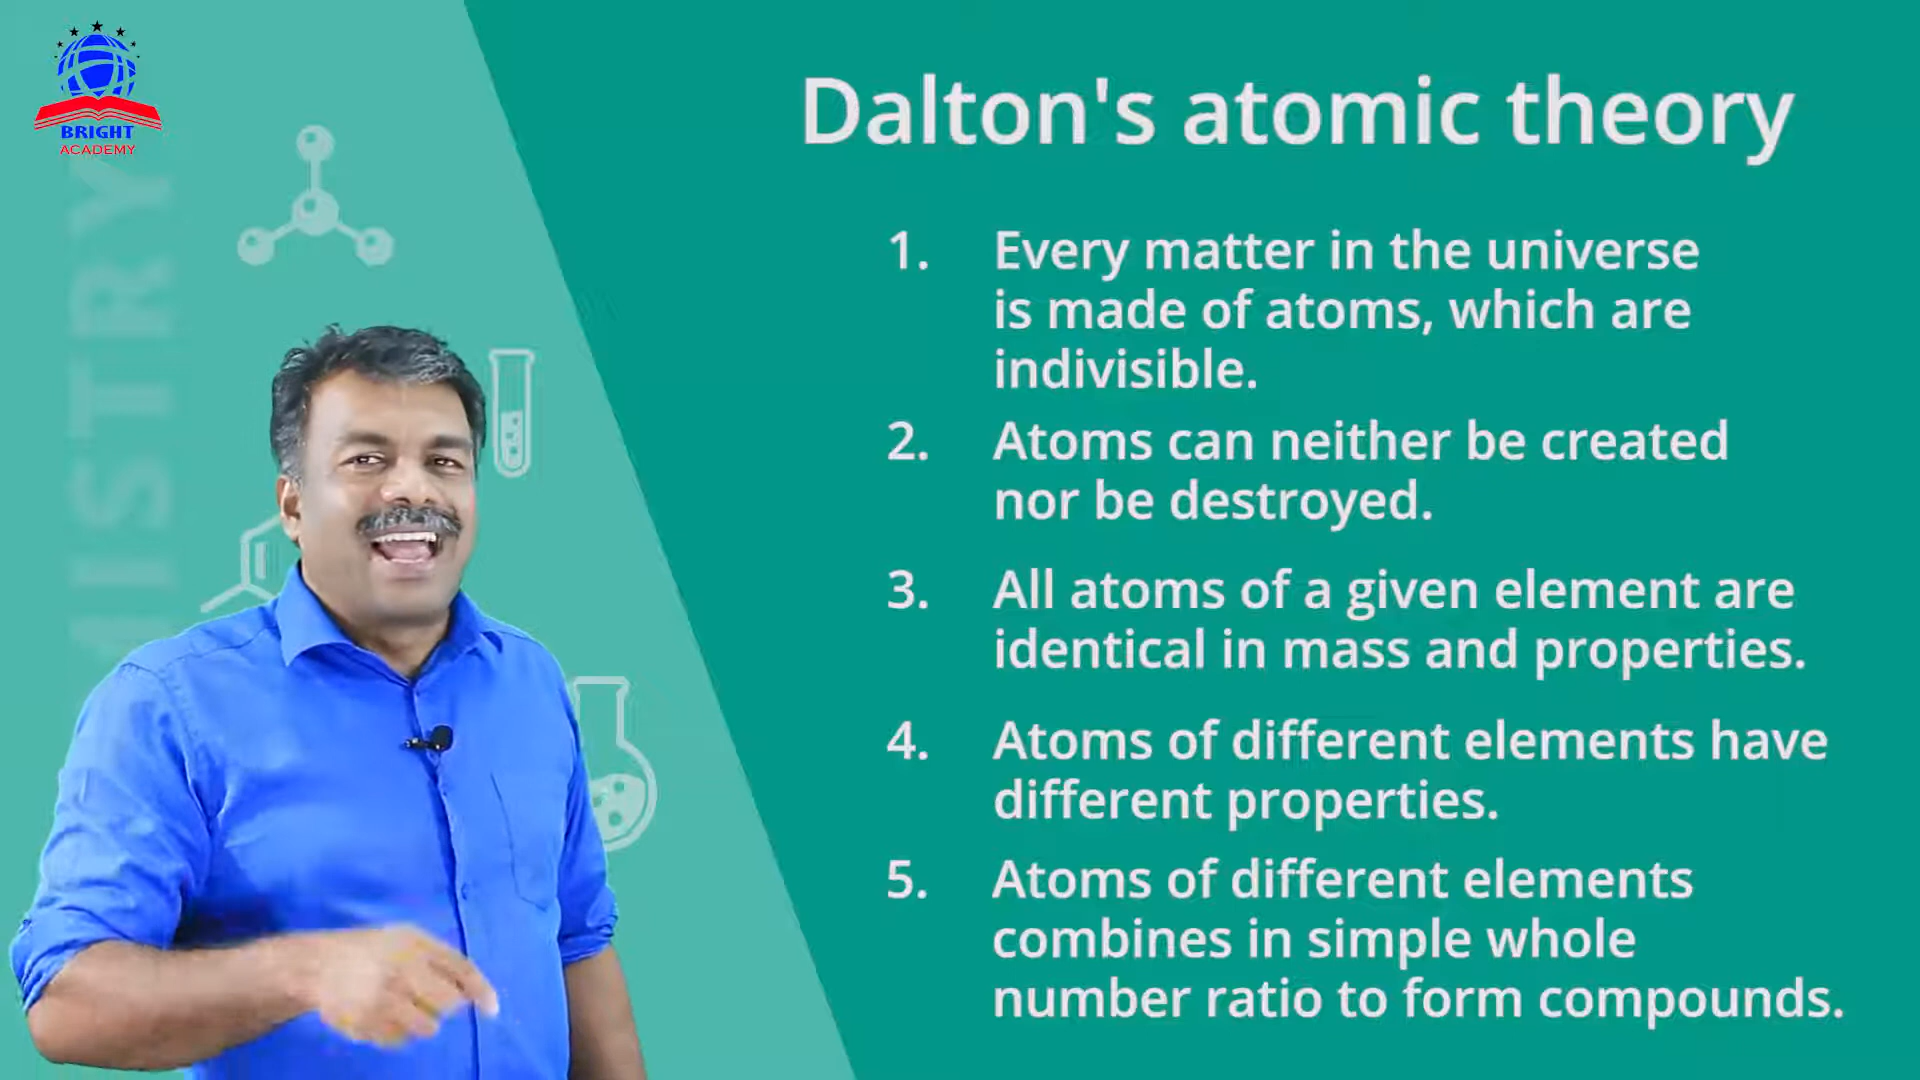 BRIGHT
ACADEMY
MISTRY
Dalton's atomic theory
1. Every matter in the universe
is made of atoms, which are
indivisible.
2. Atoms can neither be created
nor be destroyed.
3. All atoms of a given element are
identical in mass and properties.
4. Atoms of different elements have
different properties.
5. Atoms of different elements
combines in simple whole
number ratio to form compounds.